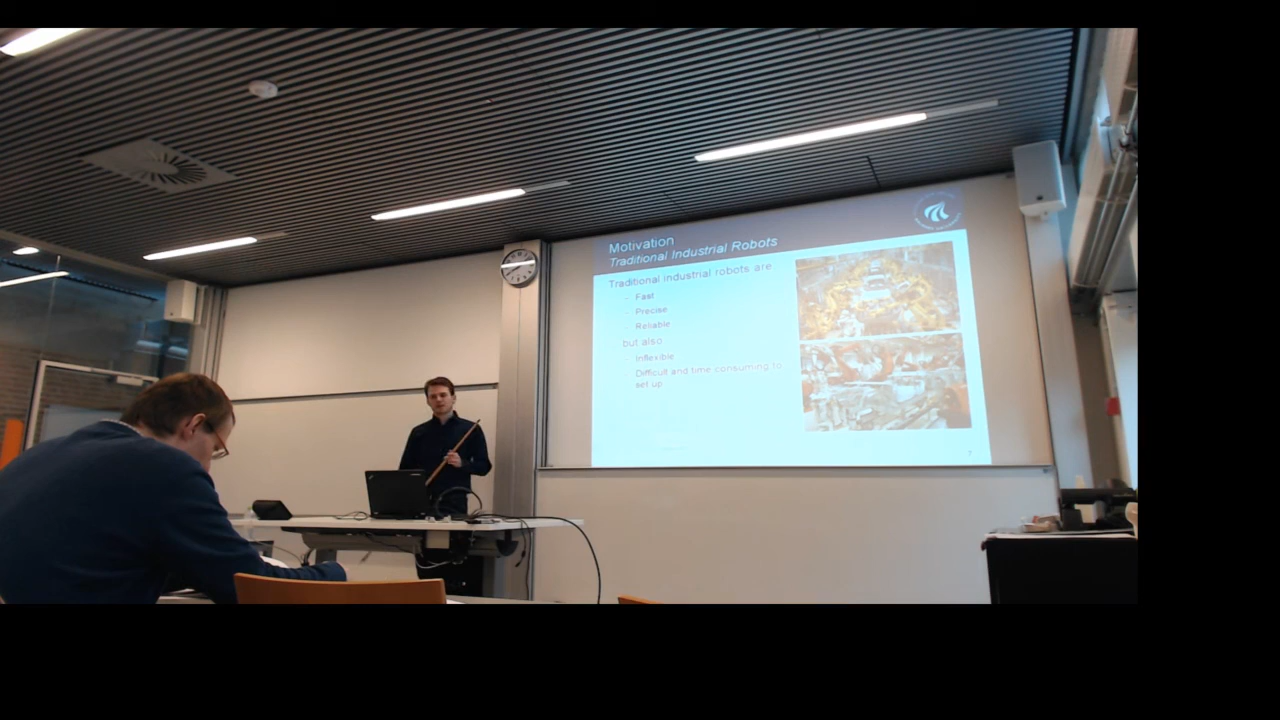 Motivation
Traditional Industrial Robots
Traditional industrial robots are
– Fast
– Precise
– Reliable
but also
– Inflexible
– Difficult and time consuming to
set up
7